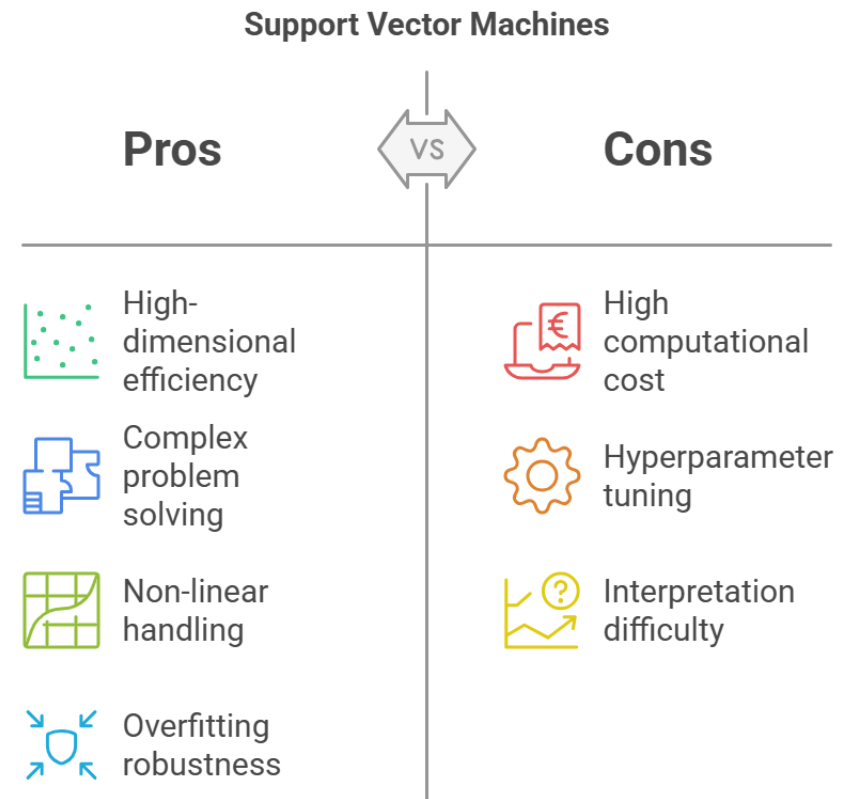 Support Vector Machines
Pros
VS
Cons
High-
dimensional
efficiency
Complex
problem
solving
Non-linear
handling
Overfitting
robustness
High
computational
cost
€
Hyperparameter
tuning
Interpretation
difficulty
?